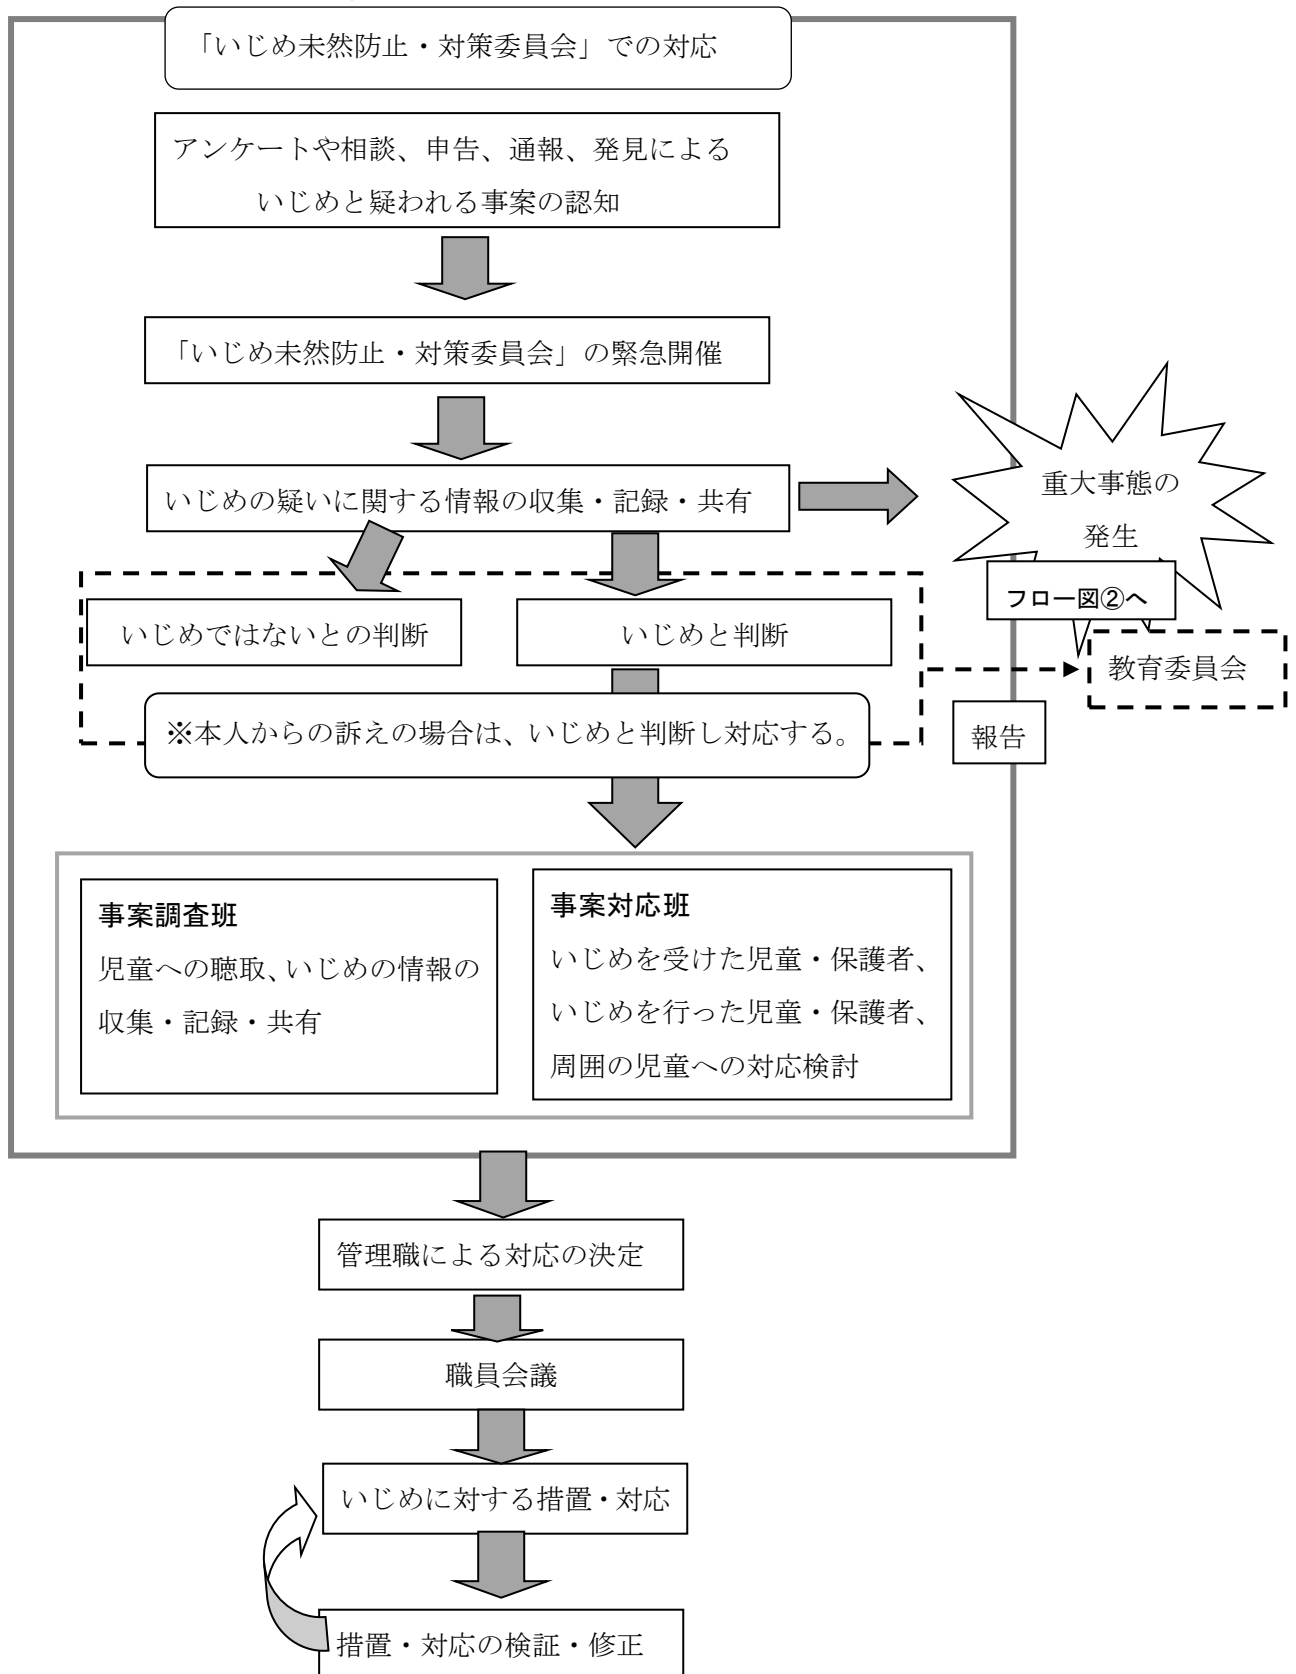 「いじめ未然防止・対策委員会」での対応
アンケートや相談、申告、通報、発見による
いじめと疑われる事案の認知
「いじめ未然防止・対策委員会」の緊急開催
いじめの疑いに関する情報の収集・記録・共有
重大事態の
発生
フロー図②へ
いじめではないとの判断
いじめと判断
教育委員会
※本人からの訴えの場合は、いじめと判断し対応する。
報告
事案調査班
児童への聴取、いじめの情報の
収集・記録・共有
事案対応班
いじめを受けた児童・保護者、
いじめを行った児童・保護者、
周囲の児童への対応検討
管理職による対応の決定
職員会議
いじめに対する措置・対応
措置・対応の検証・修正